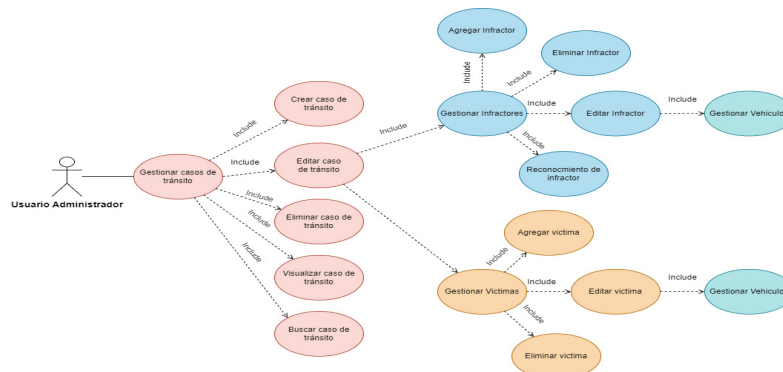 Agregar Infractor
Eliminar Infractor
Include
Include
Crear caso de
tránsito
Include
Include
Gestionar Infractores
Include
Editar Infractor
Include
Gestionar Vehiculo
Include
Gestionar casos de
tránsito
Include
Editar caso
de tránsito
Include
Reconocmiento de
infractor
Usuario Administrador
Include
Eliminar caso de
tránsito
Include
Agregar victima
Include
Include
Visualizar caso de
tránsito
Gestionar Victimas
Include
Editar victima
Include
Gestionar Vehiculo
Include
Buscar caso de
tránsito
Eliminar victima